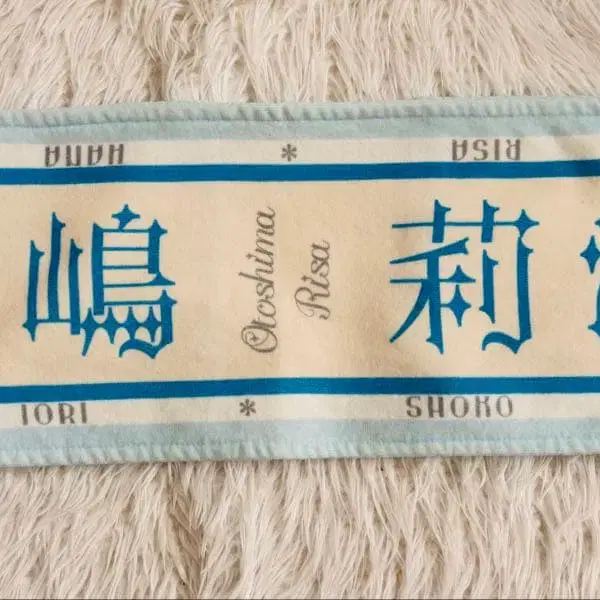 HANA * RISA
嶋 莉
Otoshima
Risa
IORI * SHOKO